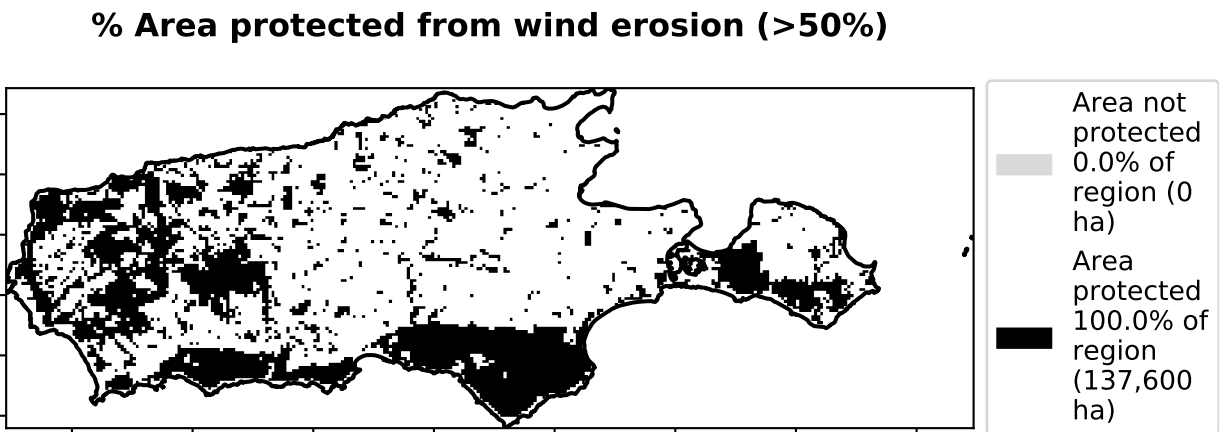 % Area protected from wind erosion (>50%)
Area not
protected
0.0% of
region (0
ha)
Area
protected
100.0% of
region
(137,600
ha)